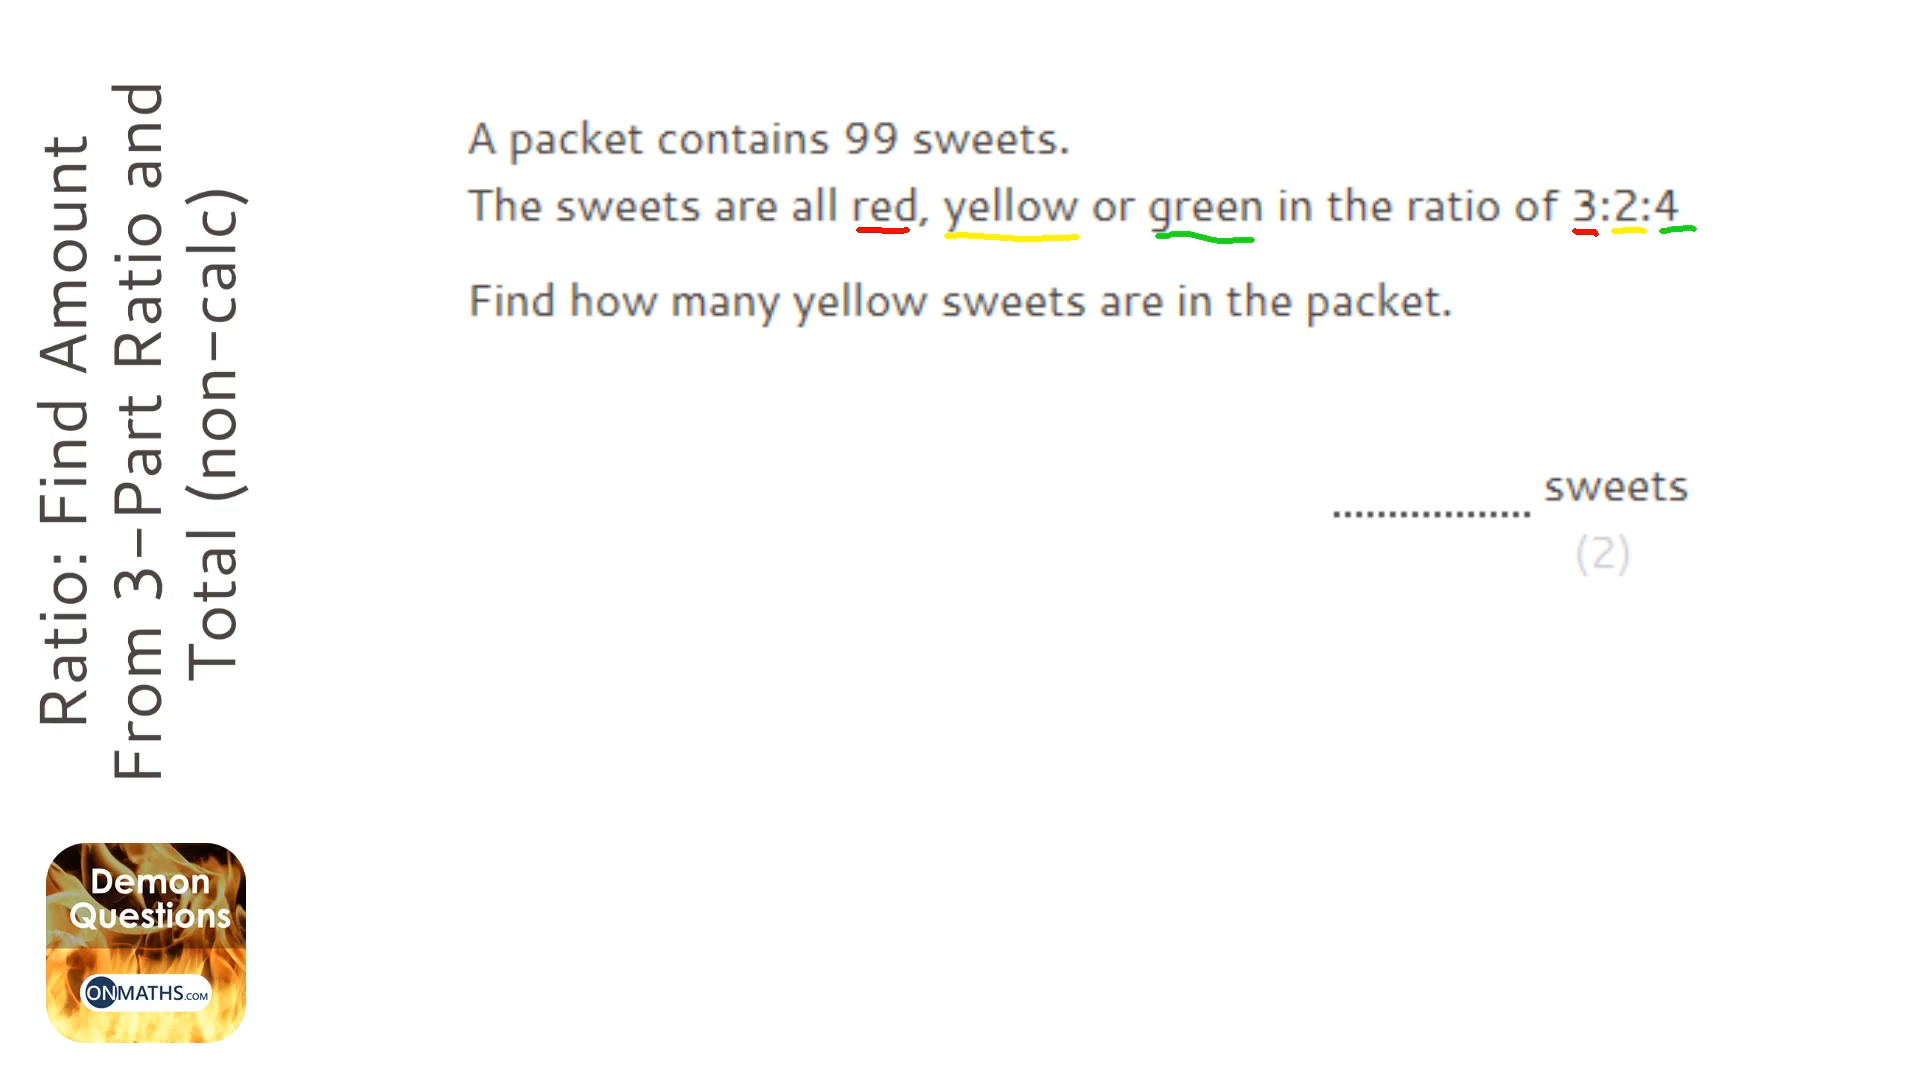 Ratio: Find Amount
From 3-Part Ratio and
Total (non-calc)
A packet contains 99 sweets.
The sweets are all red, yellow or green in the ratio of 3:2:4
Find how many yellow sweets are in the packet.
.................. sweets
(2)
Demon
Questions
ONMATHS.COM